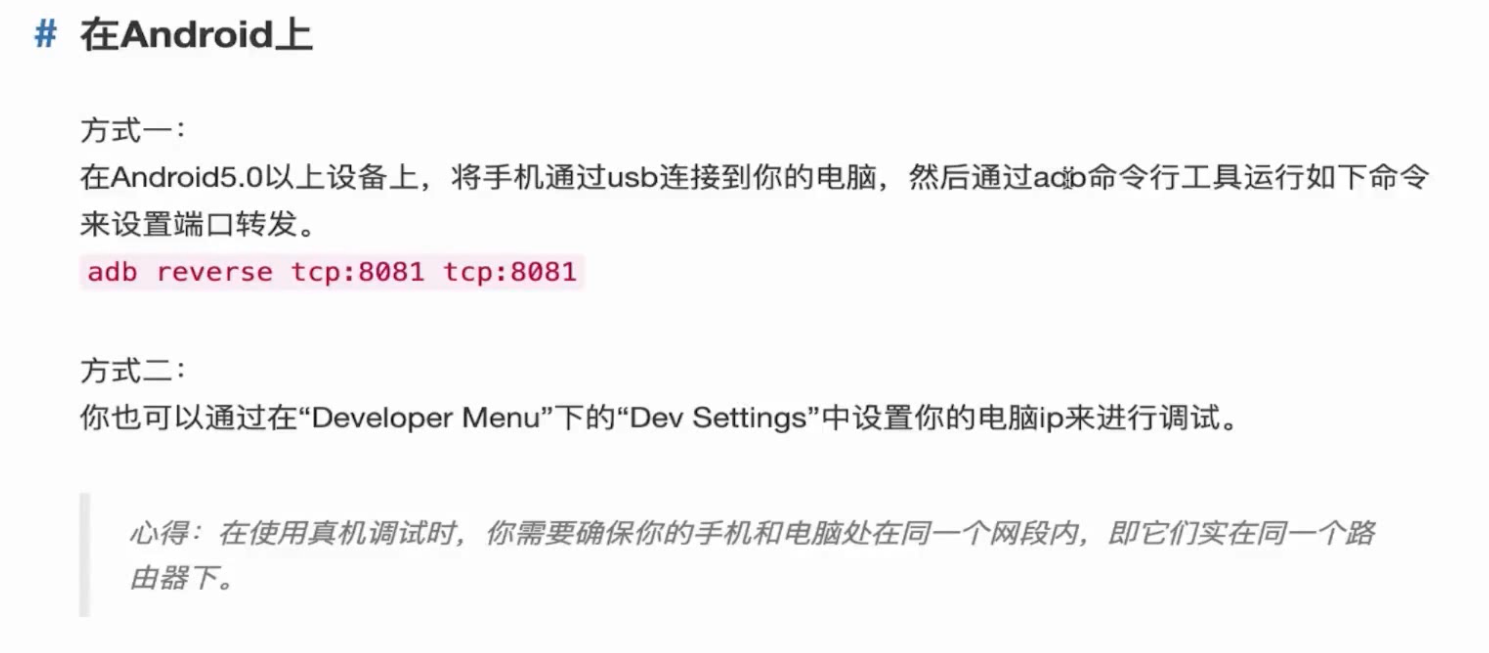 # 在Android上
方式一：
在Android5.0以上设备上，将手机通过usb连接到你的电脑，然后通过adb命令行工具运行如下命令
来设置端口转发。
adb reverse tcp:8081 tcp:8081
方式二：
你也可以通过在“Developer Menu”下的“Dev Settings”中设置你的电脑ip来进行调试。
心得：在使用真机调试时，你需要确保你的手机和电脑处在同一个网段内，即它们实在同一个路
由器下。